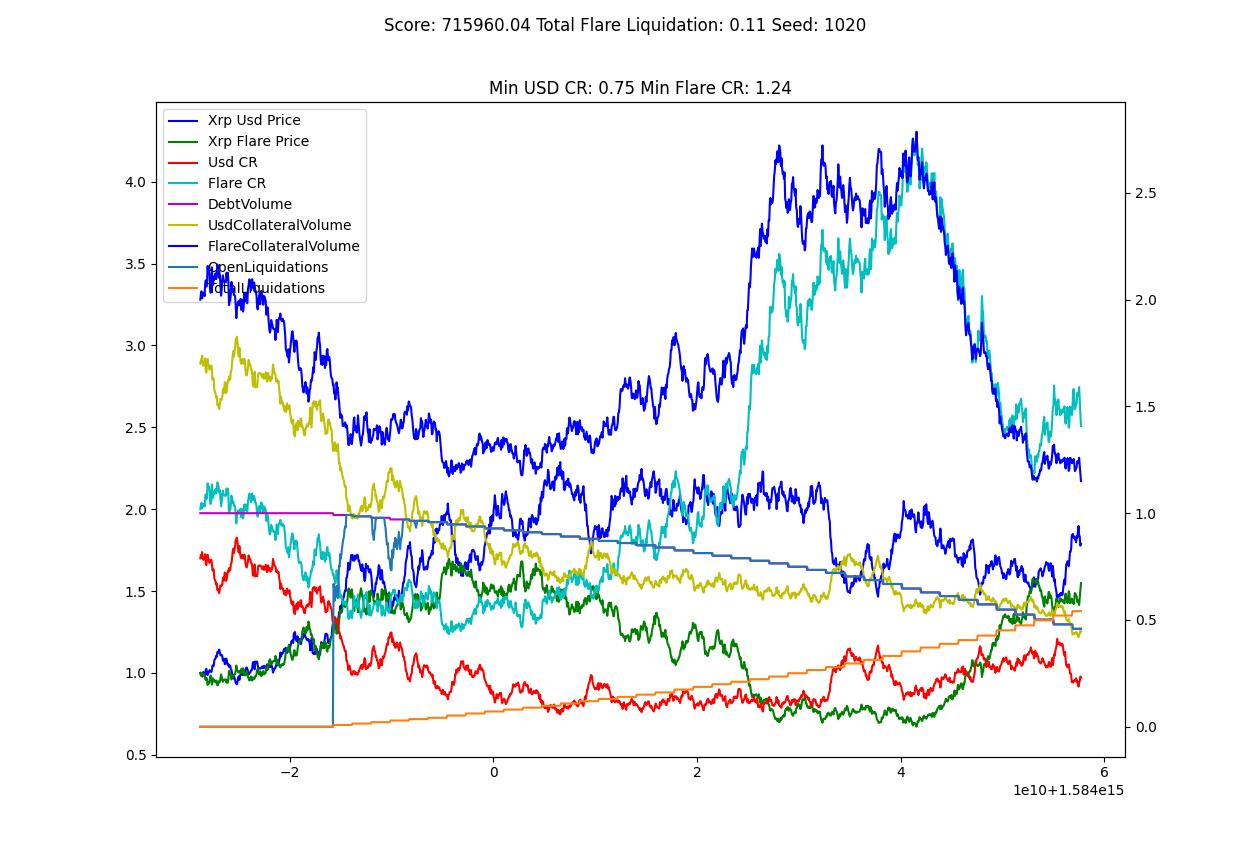 Score: 715960.04 Total Flare Liquidation: 0.11 Seed: 1020
Min USD CR: 0.75 Min Flare CR: 1.24
Xrp Usd Price
Xrp Flare Price
Usd CR
Flare CR
DebtVolume
UsdCollateralVolume
FlareCollateralVolume
OpenLiquidations
TotalLiquidations
4.0
3.5
3.0
2.5
2.0
1.5
1.0
0.5
2.5
2.0
1.5
1.0
0.5
0.0
−2
0
2
4
6
1e10+1.584e15